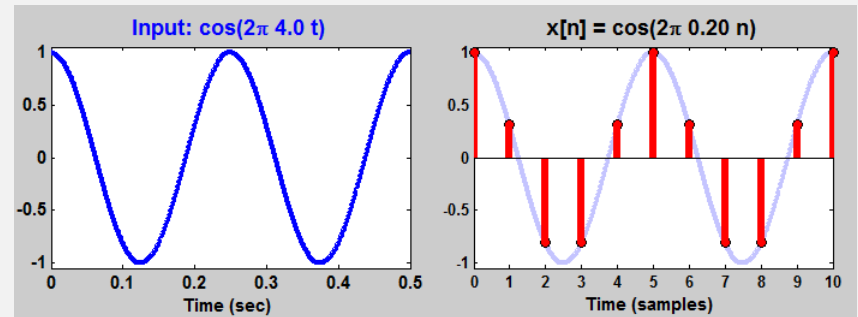 Input: cos(2π 4.0 t)
1
0.5
0
-0.5
-1
0 0.1 0.2 0.3 0.4 0.5
Time (sec)
x[n] = cos(2π 0.20 n)
1
0.5
0
-0.5
-1
0 1 2 3 4 5 6 7 8 9 10
Time (samples)